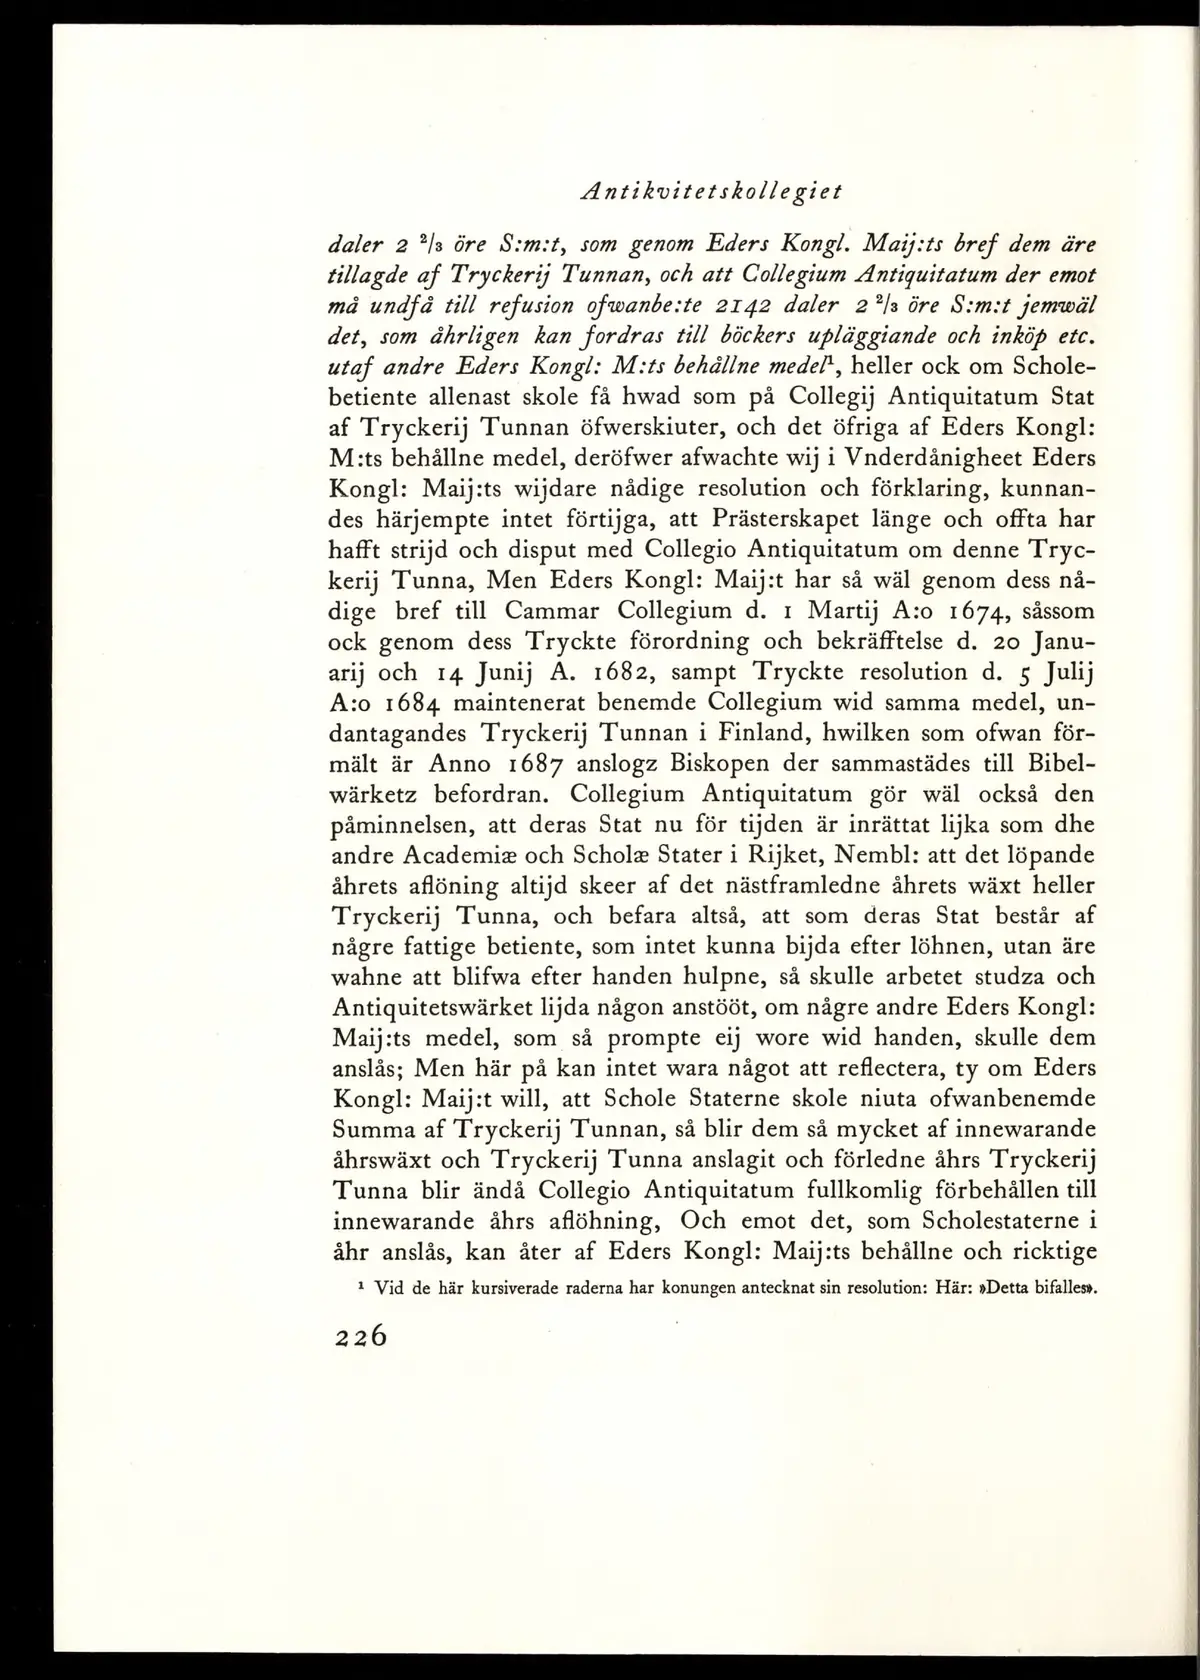 Antikvitetskollegiet
daler 2 2/3 öre S:m:t, som genom Eders Kongl. Maij:ts bref dem äre
tillagde af Tryckerij Tunnan, och att Collegium Antiquitatum der emot
må undfå till refusion ofwanbe:te 2142 daler 2 2/3 öre S:m:t jemwäl
det, som åhrligen kan fordras till böckers upläggiande och inköp etc.
utaf andre Eders Kongl: M:ts behållne medel¹, heller ock om Schole-
betiente allenast skole få hwad som på Collegij Antiquitatum Stat
af Tryckerij Tunnan öfwerskiuter, och det öfriga af Eders Kongl:
M:ts behållne medel, deröfwer afwachte wij i Vnderdånigheet Eders
Kongl: Maij:ts wijdare nådige resolution och förklaring, kunnan-
des härjempte intet förtijga, att Prästerskapet länge och offta har
hafft strijd och disput med Collegio Antiquitatum om denne Tryc-
kerij Tunna, Men Eders Kongl: Maij:t har så wäl genom dess nå-
dige bref till Cammar Collegium d. 1 Martij A:o 1674, såssom
ock genom dess Tryckte förordning och bekräfftelse d. 20 Janu-
arij och 14 Junij A. 1682, sampt Tryckte resolution d. 5 Julij
A:o 1684 maintenerat benemde Collegium wid samma medel, un-
dantagandes Tryckerij Tunnan i Finland, hwilken som ofwan för-
mält är Anno 1687 anslogz Biskopen der sammastädes till Bibel-
wärketz befordran. Collegium Antiquitatum gör wäl också den
påminnelsen, att deras Stat nu för tijden är inrättat lijka som dhe
andre Academiæ och Scholæ Stater i Rijket, Nembl: att det löpande
åhrets aflöning altijd skeer af det nästframledne åhrets wäxt heller
Tryckerij Tunna, och befara altså, att som deras Stat består af
några fattige betiente, som intet kunna bijda efter löhnen, utan äre
wahne att blifwa efter handen hulpne, så skulle arbetet studza och
Antiquitetswärket lijda någon anstööt, om någre andre Eders Kongl:
Maij:ts medel, som så prompte eij wore wid handen, skulle dem
anslås; Men här på kan intet wara något att reflectera, ty om Eders
Kongl: Maij:t will, att Schole Staterne skole niuta ofwanbenemde
Summa af Tryckerij Tunnan, så blir dem så mycket af innewarande
åhrswäxt och Tryckerij Tunna anslagit och förledne åhrs Tryckerij
Tunna blir ändå Collegio Antiquitatum fullkomlig förbehållen till
innewarande åhrs aflöhning, Och emot det, som Scholestaterne i
åhr anslås, kan åter af Eders Kongl: Maij:ts behållne och ricktige
¹ Vid de här kursiverade raderna har konungen antecknat sin resolution: Här: »Detta bifalles».
226